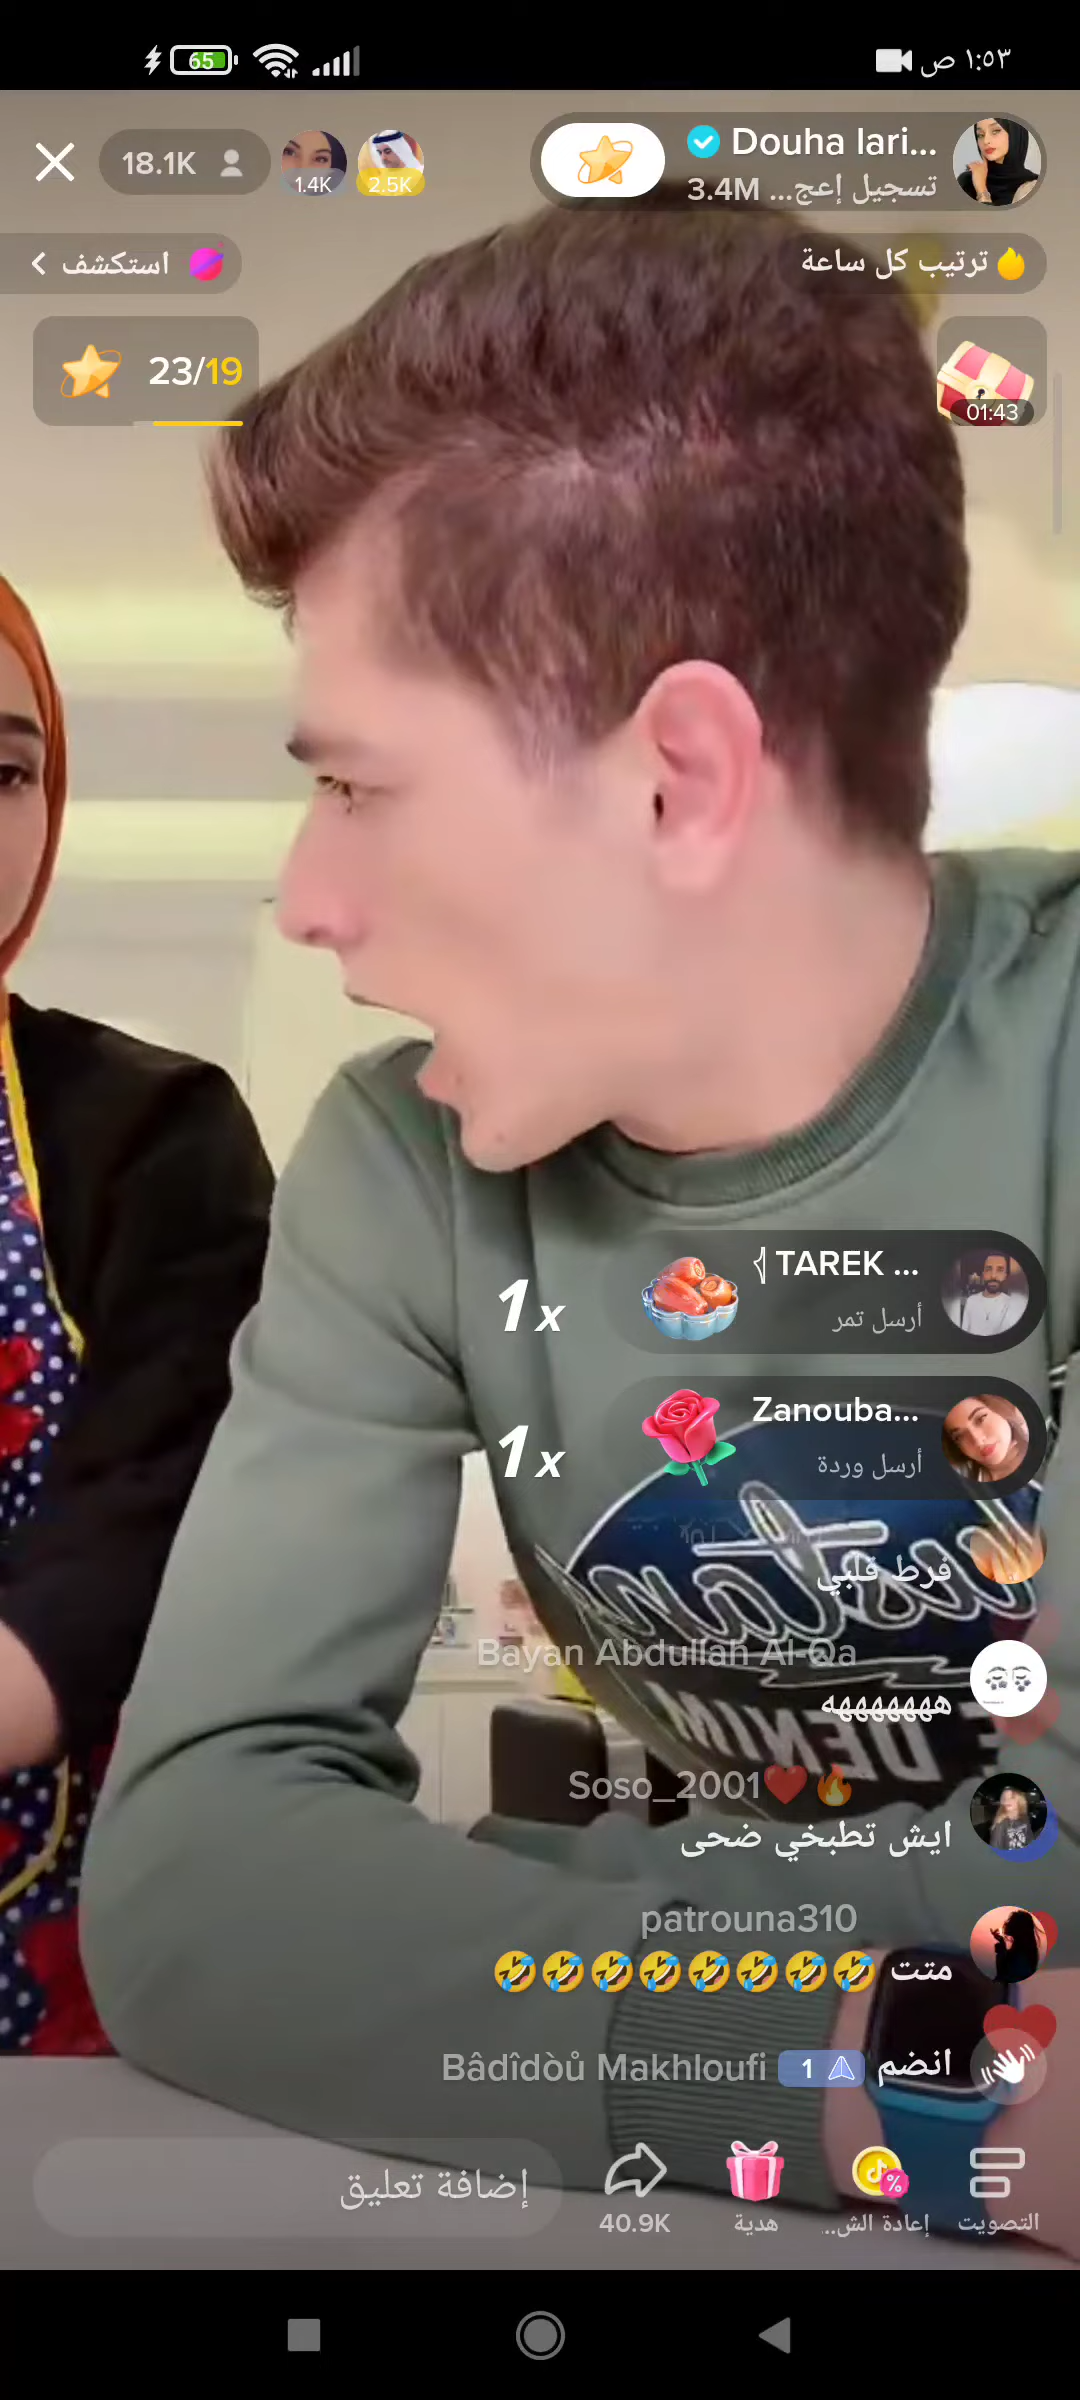 65
١:٥٣ ص
18.1K
1.4K
2.5K
Douha lari...
3.4M تسجيل إعج...
استكشف
ترتيب كل ساعة
23/19
01:43
TAREK ...
أرسل تمر
1x
Zanouba...
أرسل وردة
1x
فرط قلبي
Bayan Abdullah Al-Qa
هههههههه
Soso_2001❤️🔥
ايش تطبخي ضحى
patrouna310
متت 🤣🤣🤣🤣🤣🤣🤣🤣
Bâdîdòů Makhloufi 1 انضم
إضافة تعليق
40.9K
هدية
إعادة الش...
التصويت
DENIM